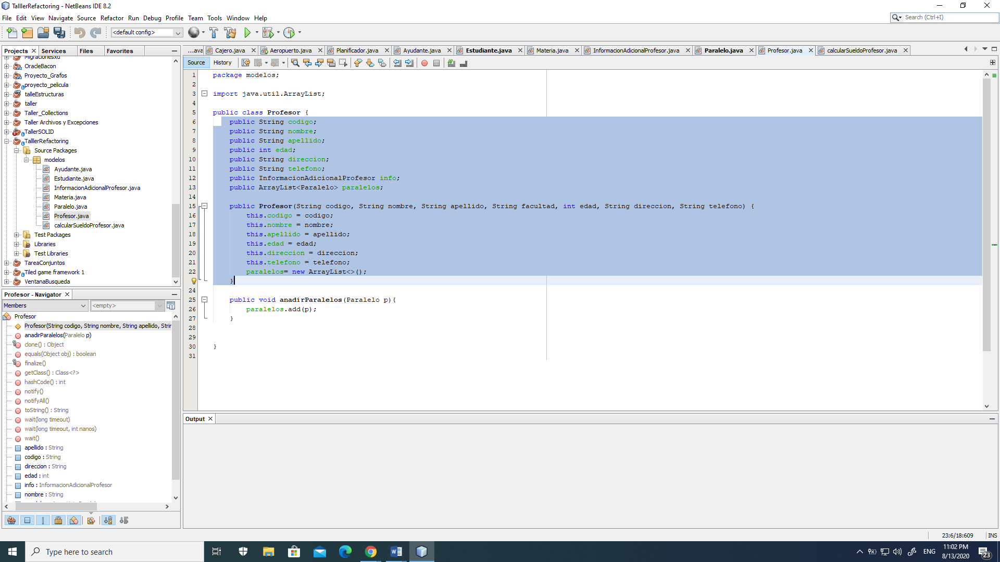 TalllerRefactoring - NetBeans IDE 8.2
File Edit View Navigate Source Refactor Run Debug Profile Team Tools Window Help
Search (Ctrl+I)
<default config>
Projects Services Files Favorites
MigracionesXd
OracleBacon
Proyecto_Grafos
proyecto_pelicula
talleEstructuras
taller
Taller_Collections
Taller Archivos y Excepciones
TallerSOLID
TalllerRefactoring
Source Packages
modelos
Ayudante.java
Estudiante.java
InformacionAdicionalProfesor.java
Materia.java
Paralelo.java
Profesor.java
calcularSueldoProfesor.java
Test Packages
Libraries
Test Libraries
TareaConjuntos
Tiled game framework 1
VentanaBusqueda
Profesor - Navigator
Members <empty>
Profesor
Profesor(String codigo, String nombre, String apellido, Strin
anadirParalelos(Paralelo p)
clone() : Object
equals(Object obj) : boolean
finalize()
getClass() : Class<?>
hashCode() : int
notify()
notifyAll()
toString() : String
wait(long timeout)
wait(long timeout, int nanos)
wait()
apellido : String
codigo : String
direccion : String
edad : int
info : InformacionAdicionalProfesor
nombre : String
...ava Cajero.java Aeropuerto.java Planificador.java Ayudante.java Estudiante.java Materia.java InformacionAdicionalProfesor.java Paralelo.java Profesor.java calcularSueldoProfesor.java
Source History
1 package modelos;
2
3 import java.util.ArrayList;
4
5 public class Profesor {
6 public String codigo;
7 public String nombre;
8 public String apellido;
9 public int edad;
10 public String direccion;
11 public String telefono;
12 public InformacionAdicionalProfesor info;
13 public ArrayList<Paralelo> paralelos;
14
15 public Profesor(String codigo, String nombre, String apellido, String facultad, int edad, String direccion, String telefono) {
16 this.codigo = codigo;
17 this.nombre = nombre;
18 this.apellido = apellido;
19 this.edad = edad;
20 this.direccion = direccion;
21 this.telefono = telefono;
22 paralelos= new ArrayList<>();
}
24
25 public void anadirParalelos(Paralelo p){
26 paralelos.add(p);
27 }
28
29
30 }
31
Output
23:6/18:609 INS
Type here to search
ENG
11:02 PM
8/13/2020
23